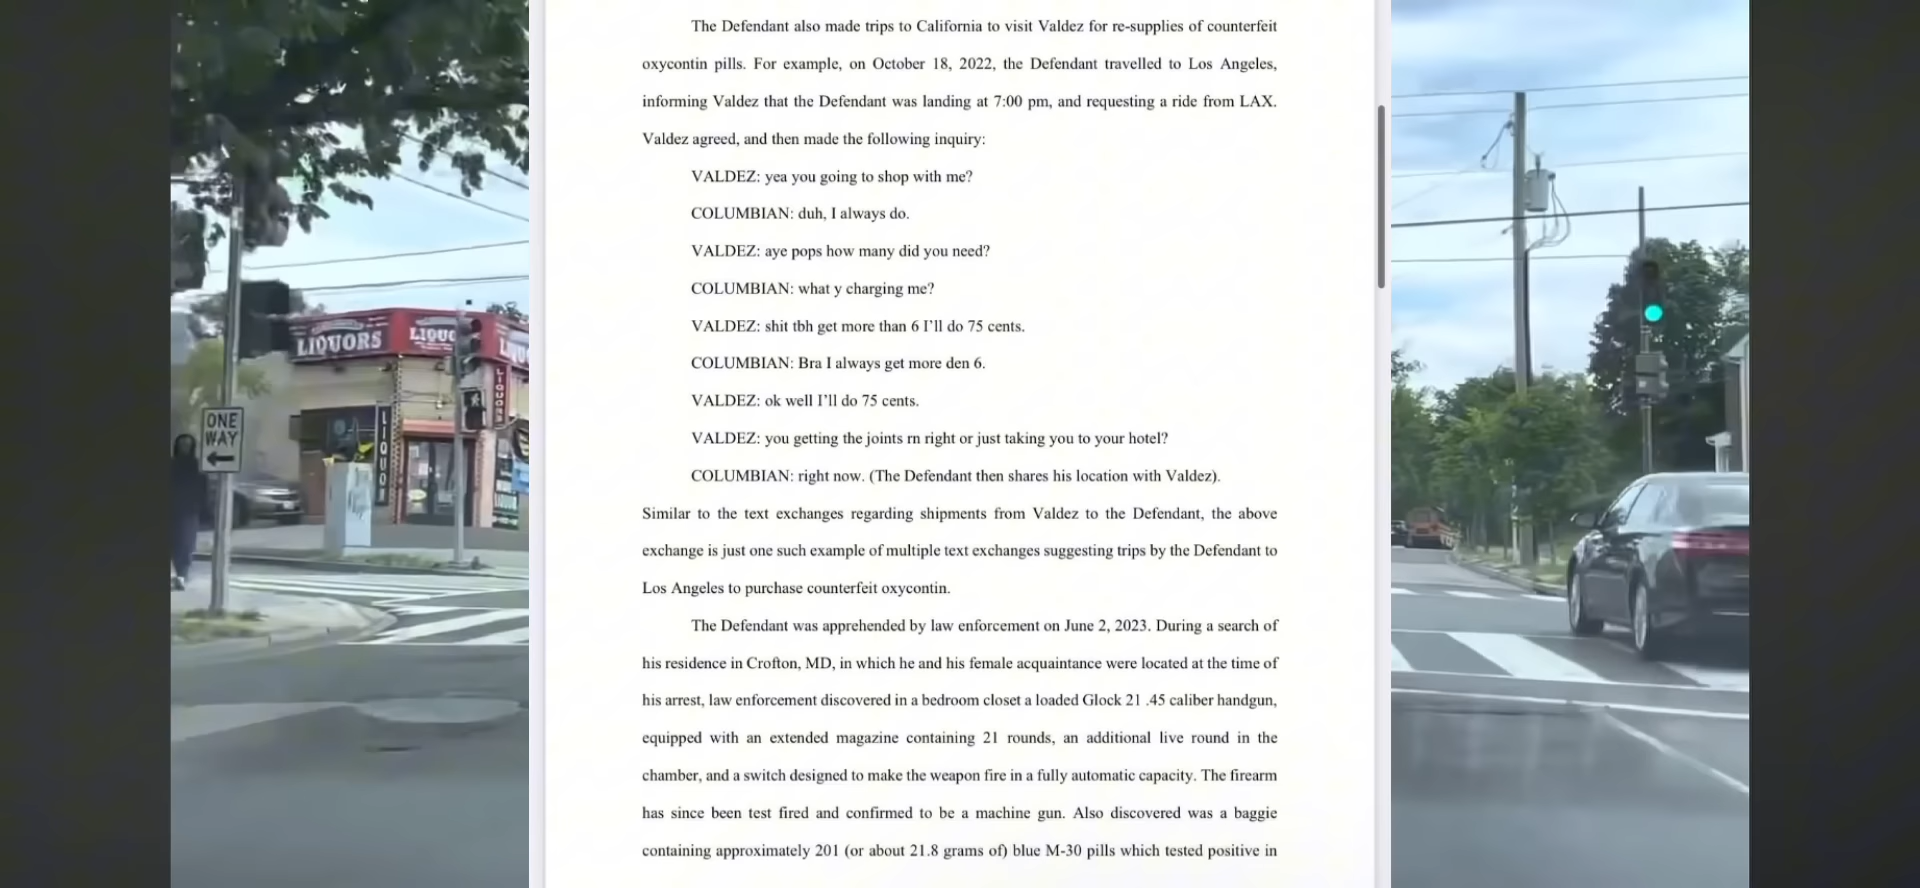 The Defendant also made trips to California to visit Valdez for re-supplies of counterfeit
oxycontin pills. For example, on October 18, 2022, the Defendant travelled to Los Angeles,
informing Valdez that the Defendant was landing at 7:00 pm, and requesting a ride from LAX.
Valdez agreed, and then made the following inquiry:
VALDEZ: yea you going to shop with me?
COLUMBIAN: duh, I always do.
VALDEZ: aye pops how many did you need?
COLUMBIAN: what y charging me?
VALDEZ: shit tbh get more than 6 I'll do 75 cents.
COLUMBIAN: Bra I always get more den 6.
VALDEZ: ok well I'll do 75 cents.
VALDEZ: you getting the joints rn right or just taking you to your hotel?
COLUMBIAN: right now. (The Defendant then shares his location with Valdez).
Similar to the text exchanges regarding shipments from Valdez to the Defendant, the above
exchange is just one such example of multiple text exchanges suggesting trips by the Defendant to
Los Angeles to purchase counterfeit oxycontin.
The Defendant was apprehended by law enforcement on June 2, 2023. During a search of
his residence in Crofton, MD, in which he and his female acquaintance were located at the time of
his arrest, law enforcement discovered in a bedroom closet a loaded Glock 21 .45 caliber handgun,
equipped with an extended magazine containing 21 rounds, an additional live round in the
chamber, and a switch designed to make the weapon fire in a fully automatic capacity. The firearm
has since been test fired and confirmed to be a machine gun. Also discovered was a baggie
containing approximately 201 (or about 21.8 grams of) blue M-30 pills which tested positive in
LIQUORS
LIQUOR
ONE
WAY